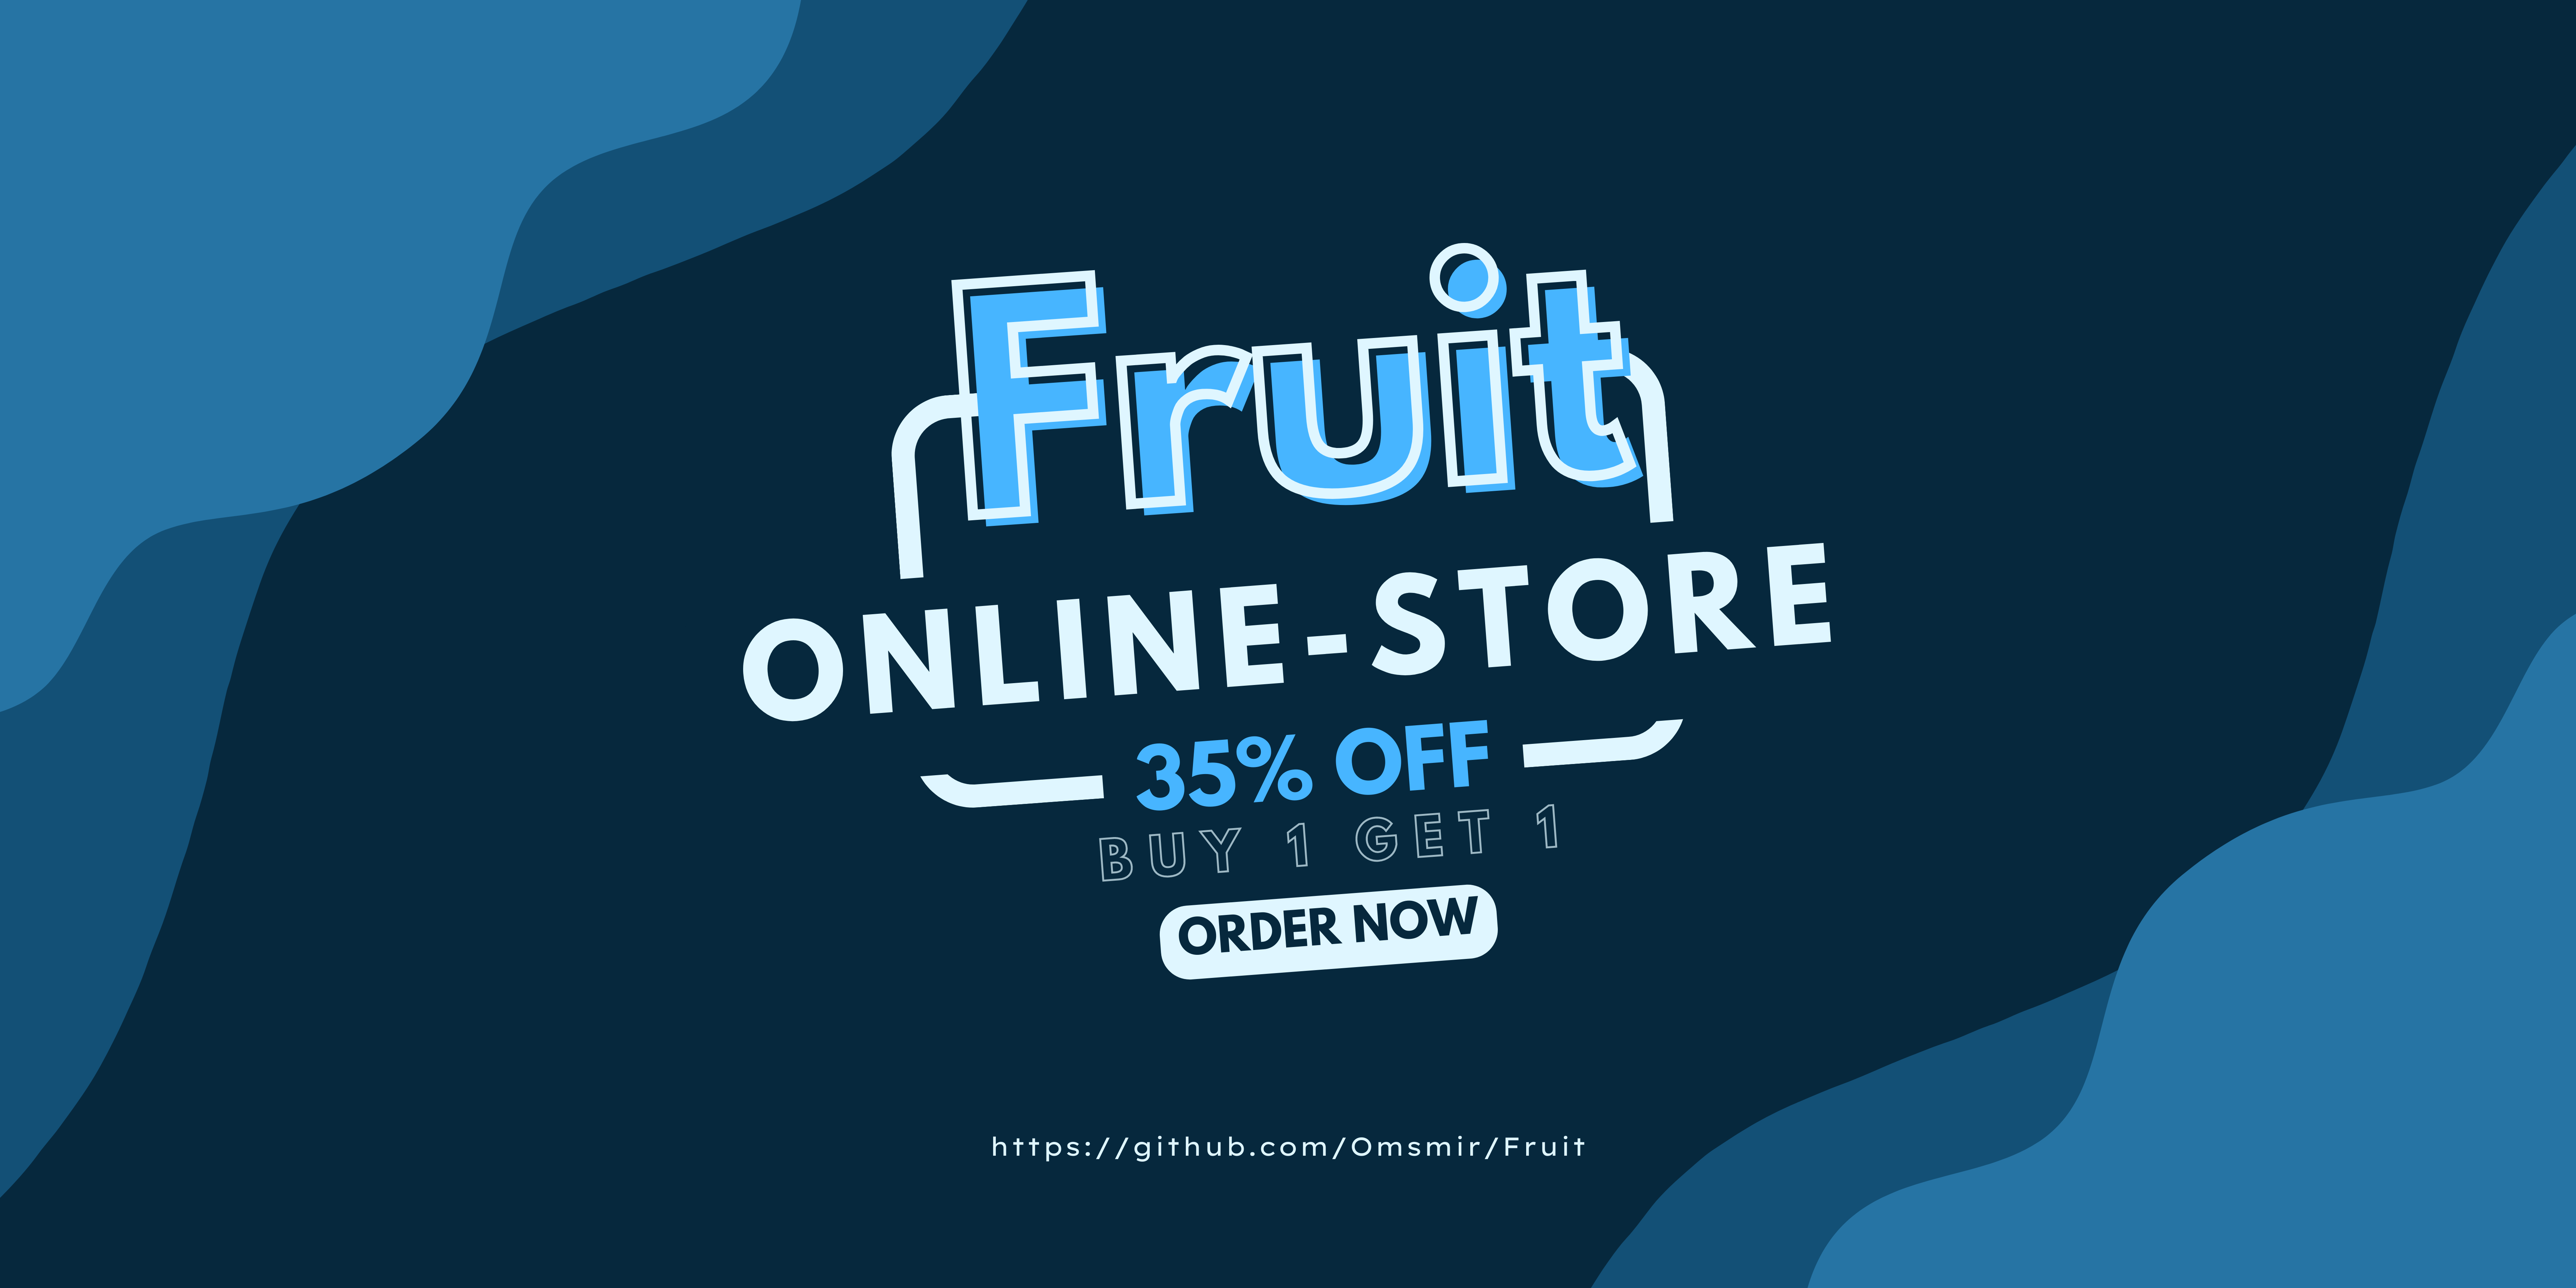 Fruit
ONLINE-STORE
35% OFF
BUY 1 GET 1
ORDER NOW
https://github.com/Omsmir/Fruit